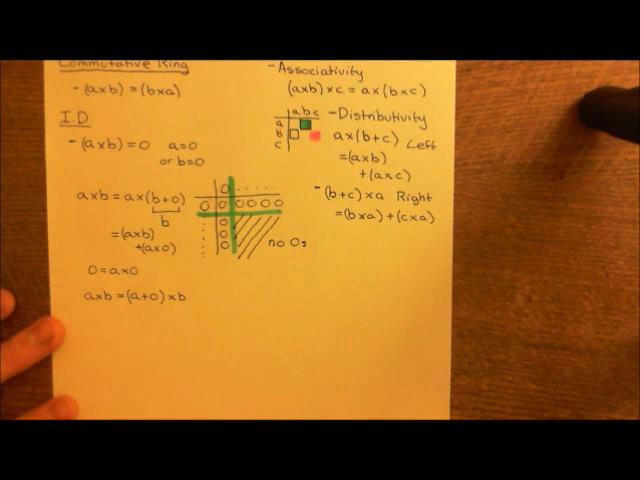 Commutative Ring
- (a×b) = (b×a)
I.D
- (a×b) = 0 a=0
or b=0
a×b = a×(b+0)
b
= (a×b)
+ (a×0)
0 = a×0
a×b = (a+0)×b
0 . . . .
0 0 0 0 0 0
0
0
0
no 0s
- Associativity
(a×b)×c = a×(b×c)
a b c
a
b
c
- Distributivity
a×(b+c) Left
= (a×b)
+ (a×c)
- (b+c)×a Right
= (b×a) + (c×a)